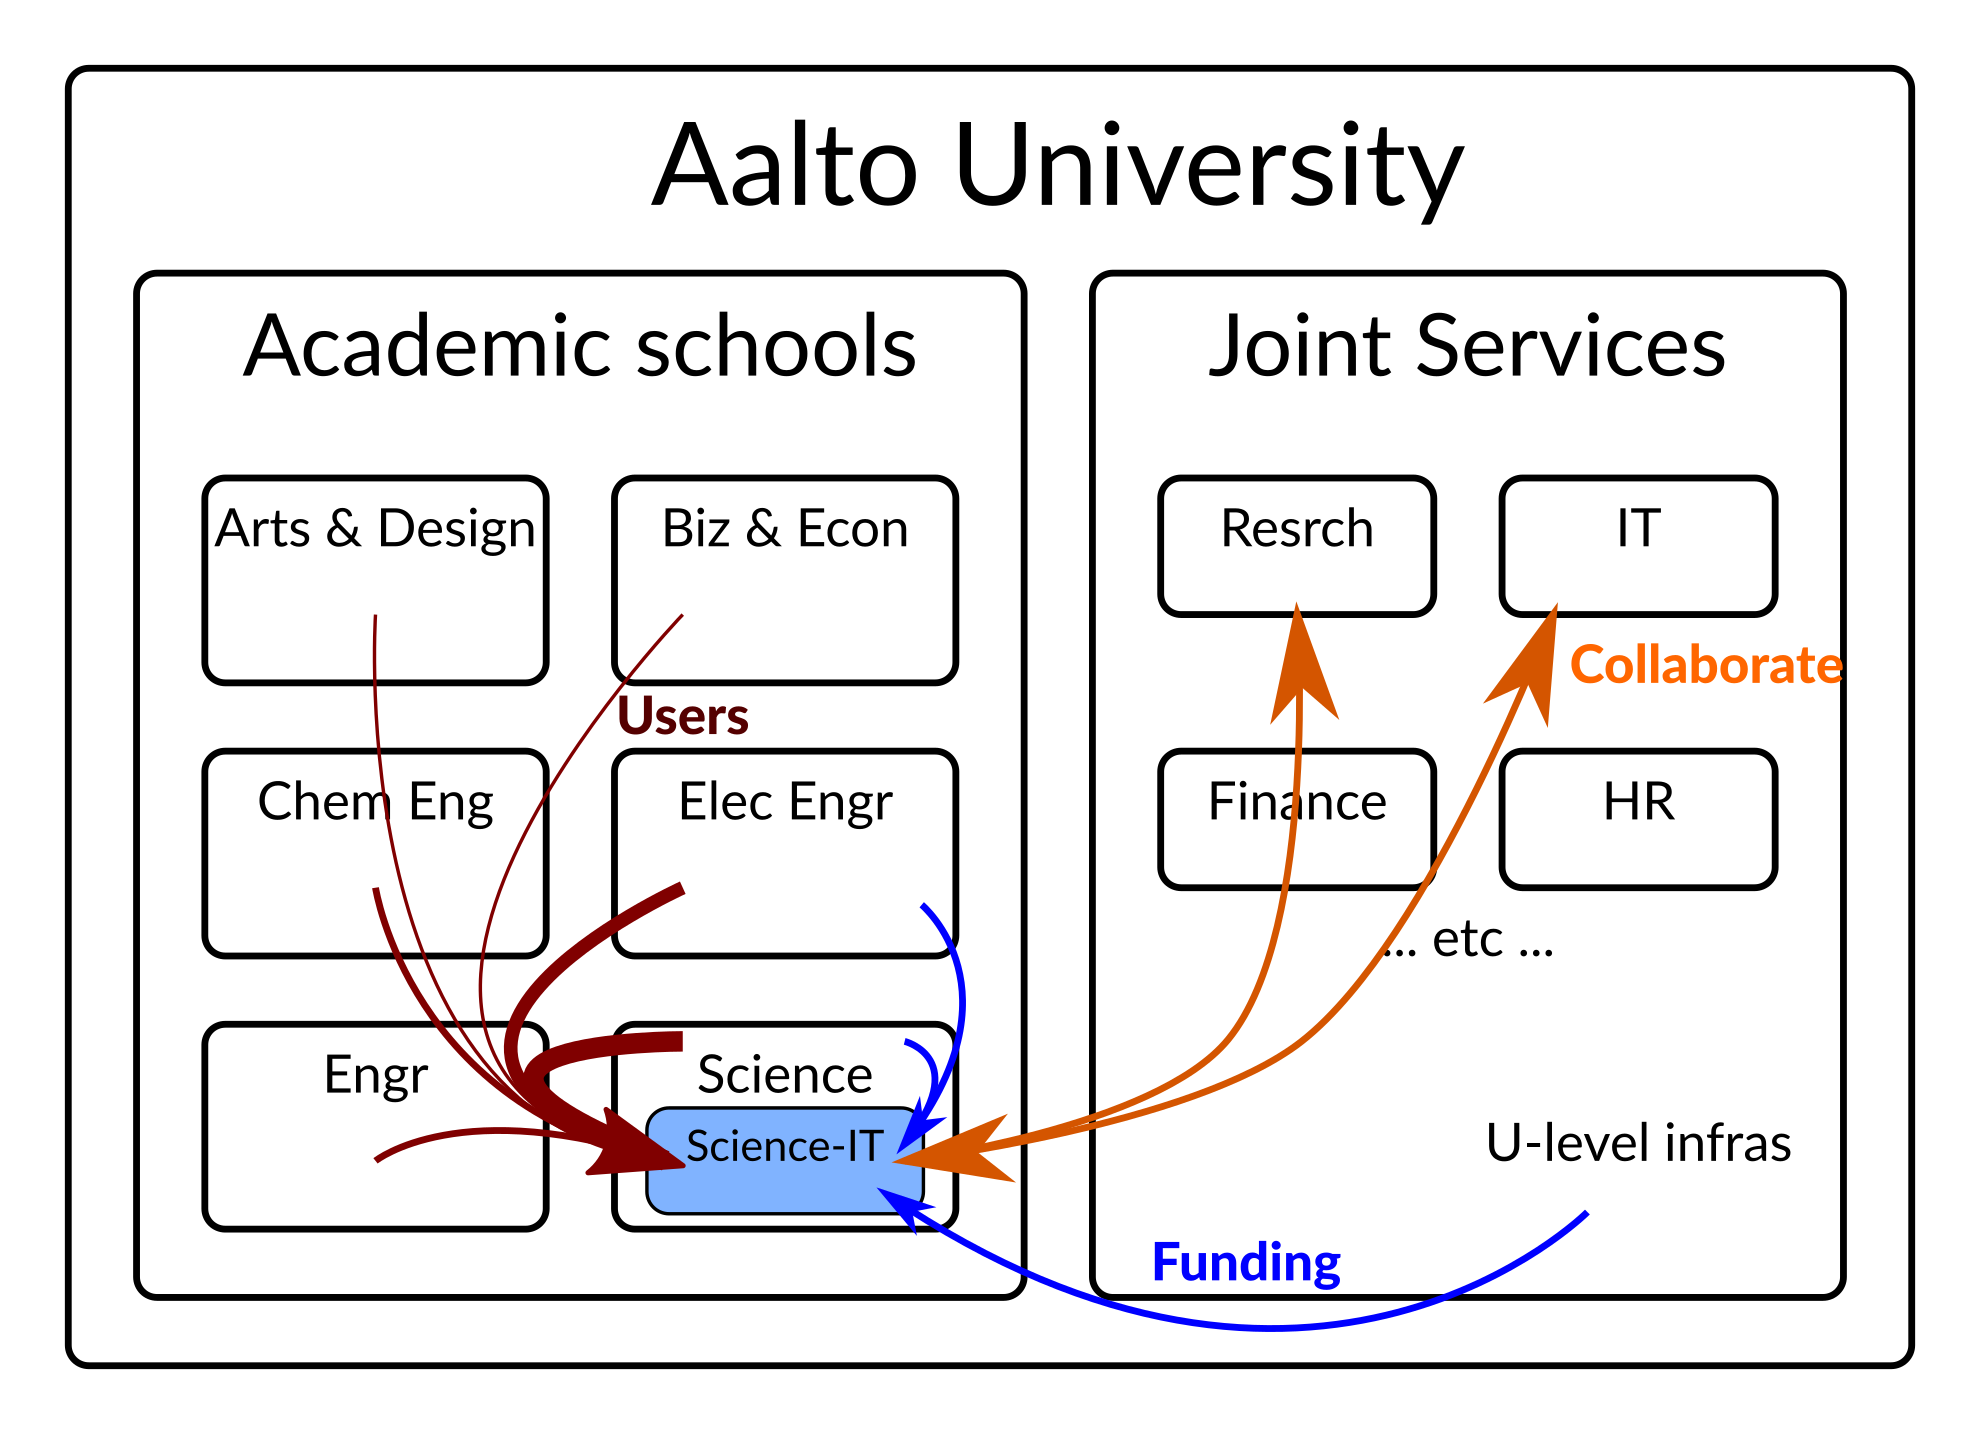 Aalto University
Academic schools
Joint Services
Arts & Design
Biz & Econ
Resrch
IT
Collaborate
Users
Chem Eng
Elec Engr
Finance
HR
... etc ...
Engr
Science
Science-IT
U-level infras
Funding